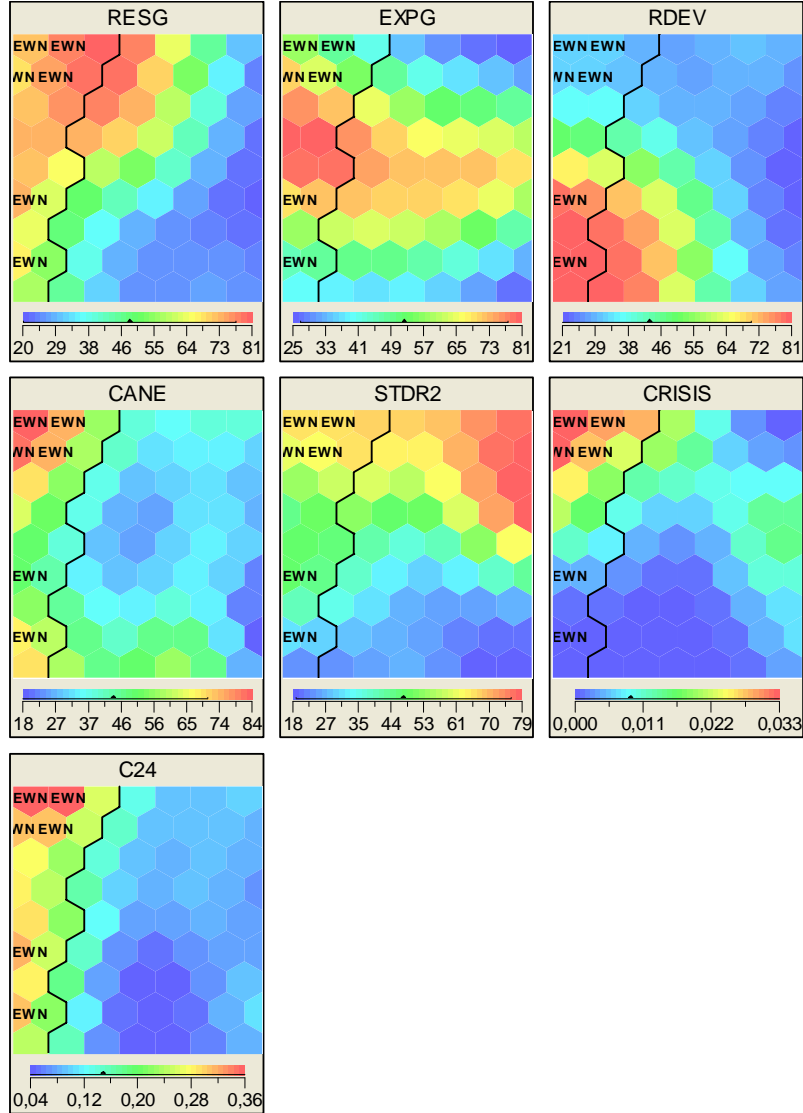 RESG
EWN EWN
WN EWN
EWN
EWN
20 29 38 46 55 64 72 81
EXPG
EWN EWN
WN EWN
EWN
EWN
25 33 41 49 57 65 73 81
RDEV
EWN EWN
WN EWN
EWN
EWN
21 29 38 46 55 64 72 81
CANE
EWN EWN
WN EWN
EWN
EWN
18 27 37 46 56 65 75 84
STDR2
EWN EWN
WN EWN
EWN
EWN
18 27 35 44 53 61 70 79
CRISIS
EWN EWN
WN EWN
EWN
EWN
0,000 0,011 0,022 0,033
C24
EWN EWN
WN EWN
EWN
EWN
0,04 0,12 0,20 0,28 0,36